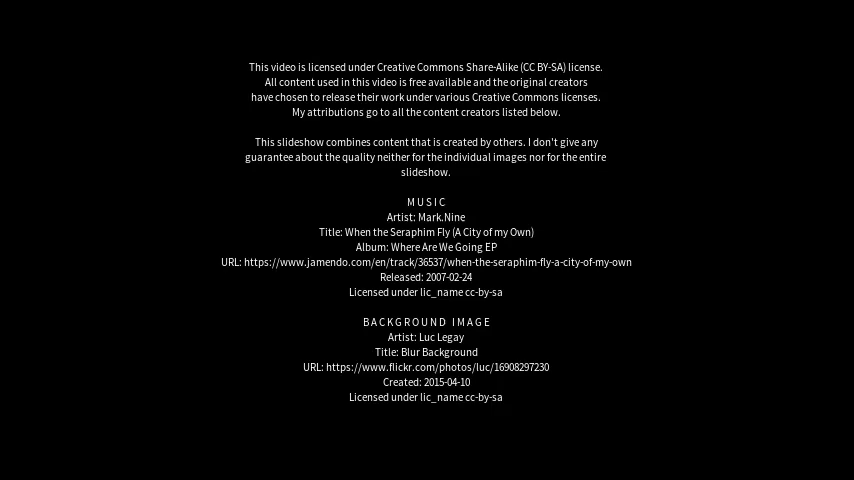 This video is licensed under Creative Commons Share-Alike (CC BY-SA) license.
All content used in this video is free available and the original creators
have chosen to release their work under various Creative Commons licenses.
My attributions go to all the content creators listed below.
This slideshow combines content that is created by others. I don't give any
guarantee about the quality neither for the individual images nor for the entire
slideshow.
MUSIC
Artist: Mark.Nine
Title: When the Seraphim Fly (A City of my Own)
Album: Where Are We Going EP
URL: https://www.jamendo.com/en/track/36537/when-the-seraphim-fly-a-city-of-my-own
Released: 2007-02-24
Licensed under lic_name cc-by-sa
BACKGROUND IMAGE
Artist: Luc Legay
Title: Blur Background
URL: https://www.flickr.com/photos/luc/16908297230
Created: 2015-04-10
Licensed under lic_name cc-by-sa